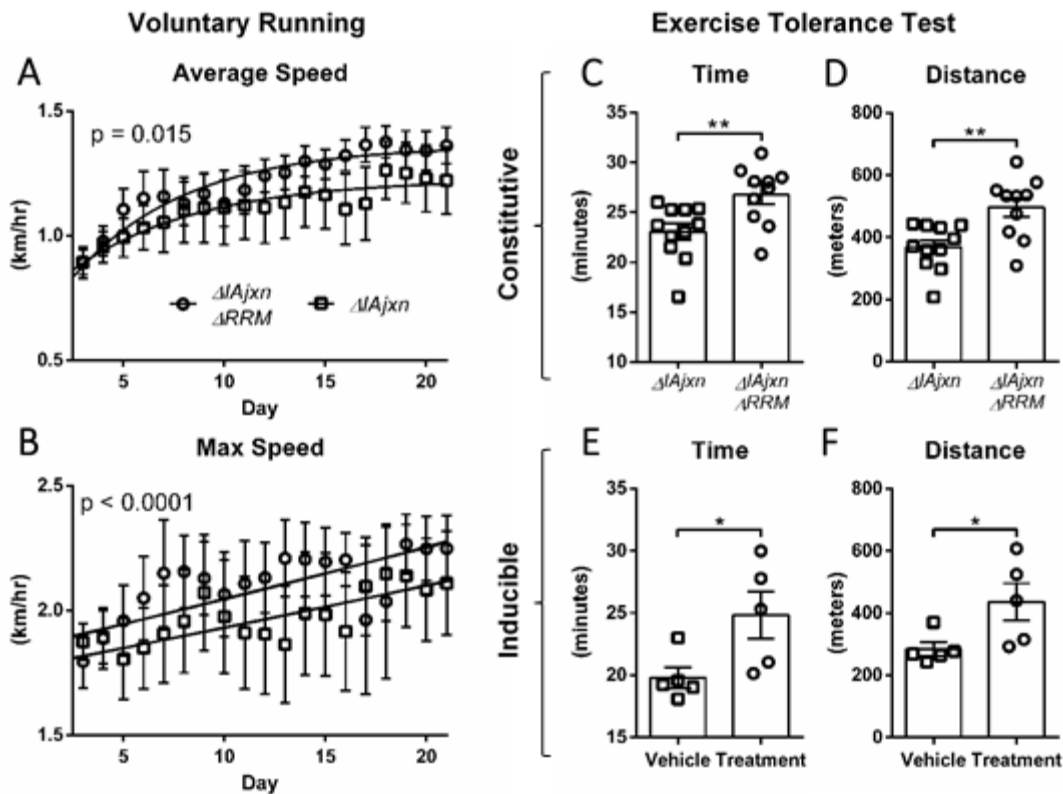 Voluntary Running
Exercise Tolerance Test
A
Average Speed
p = 0.015
1.5
1.0
0.5
(km/hr)
ΔIAjxn
ΔRRM
ΔIAjxn
5
10
15
20
Day
B
Max Speed
p < 0.0001
2.5
2.0
1.5
(km/hr)
5
10
15
20
Day
Constitutive
C
Time
**
35
30
25
20
15
10
(minutes)
ΔIAjxn
ΔIAjxn
ΔRRM
D
Distance
**
800
600
400
200
0
(meters)
ΔIAjxn
ΔIAjxn
ΔRRM
Inducible
E
Time
*
35
30
25
20
15
(minutes)
Vehicle Treatment
F
Distance
*
800
600
400
200
0
(meters)
Vehicle Treatment